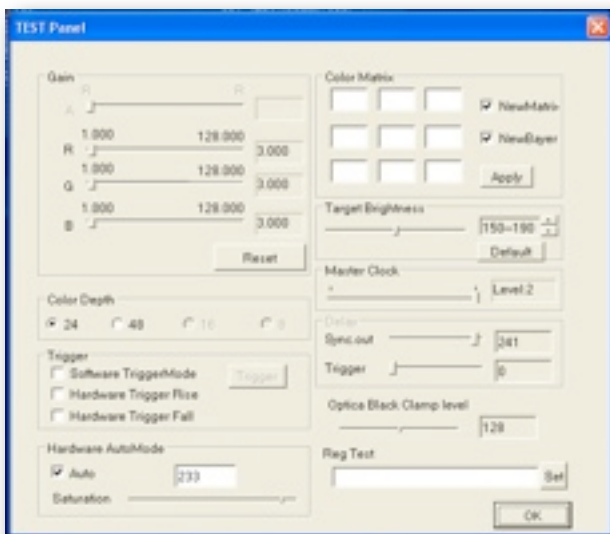 TEST Panel
Gain
R R
A
1.000 128.000
R 3.000
1.000 128.000
G 3.000
1.000 128.000
B 3.000
Reset
Color Depth
24 48 16 8
Trigger
Software TriggerMode Trigger
Hardware Trigger Rise
Hardware Trigger Fall
Hardware AutoMode
Auto 233
Saturation
Color Matrix
NewMatrix
NewBayer
Apply
Target Brightness
150~190
Default
Master Clock
Level:2
Delay
Sync.out 241
Trigger 0
Optica Black Clamp level
128
Reg Test
Set
OK